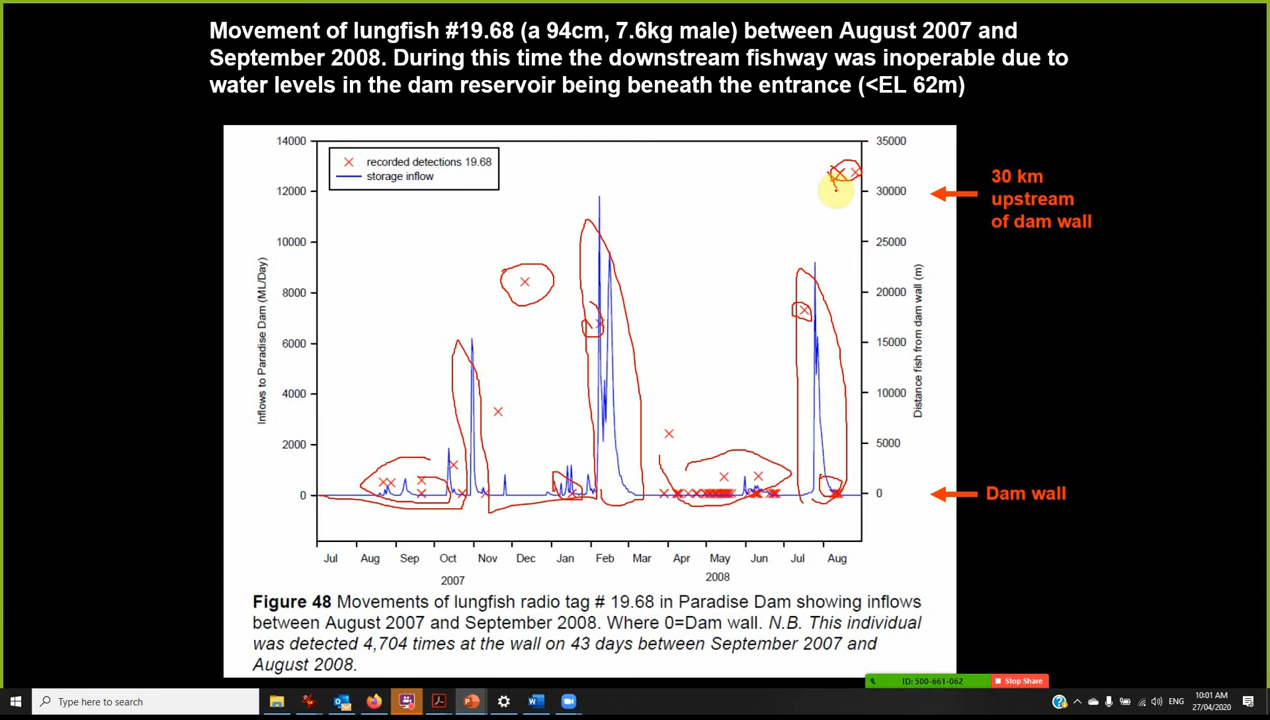 Movement of lungfish #19.68 (a 94cm, 7.6kg male) between August 2007 and
September 2008. During this time the downstream fishway was inoperable due to
water levels in the dam reservoir being beneath the entrance (<EL 62m)
14000
12000
10000
8000
6000
4000
2000
0
Inflows to Paradise Dam (ML/Day)
recorded detections 19.68
storage inflow
35000
30000
25000
20000
15000
10000
5000
0
Distance fish from dam wall (m)
30 km
upstream
of dam wall
Dam wall
Jul Aug Sep Oct Nov Dec Jan Feb Mar Apr May Jun Jul Aug
2007 2008
Figure 48 Movements of lungfish radio tag # 19.68 in Paradise Dam showing inflows
between August 2007 and September 2008. Where 0=Dam wall. N.B. This individual
was detected 4,704 times at the wall on 43 days between September 2007 and
August 2008.
ID: 500-661-062 Stop Share
Type here to search
ENG
10:01 AM
27/04/2020